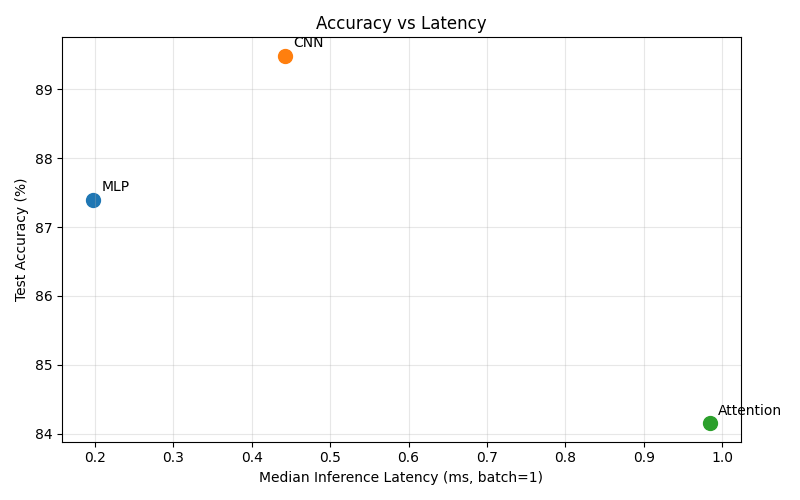 Accuracy vs Latency
CNN
MLP
Attention
89
88
87
86
85
84
Test Accuracy (%)
0.2 0.3 0.4 0.5 0.6 0.7 0.8 0.9 1.0
Median Inference Latency (ms, batch=1)